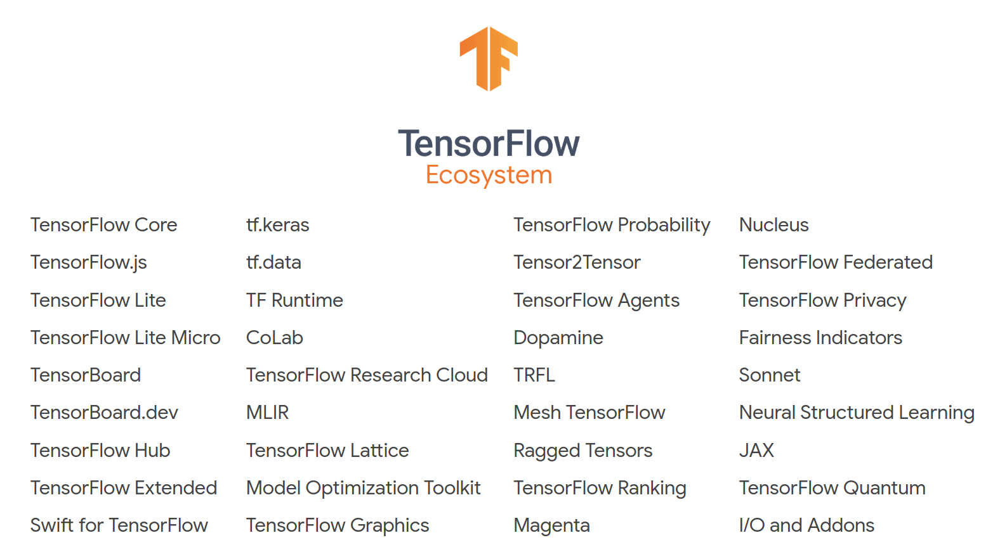 TF
TensorFlow
Ecosystem
TensorFlow Core
TensorFlow.js
TensorFlow Lite
TensorFlow Lite Micro
TensorBoard
TensorBoard.dev
TensorFlow Hub
TensorFlow Extended
Swift for TensorFlow
tf.keras
tf.data
TF Runtime
CoLab
TensorFlow Research Cloud
MLIR
TensorFlow Lattice
Model Optimization Toolkit
TensorFlow Graphics
TensorFlow Probability
Tensor2Tensor
TensorFlow Agents
Dopamine
TRFL
Mesh TensorFlow
Ragged Tensors
TensorFlow Ranking
Magenta
Nucleus
TensorFlow Federated
TensorFlow Privacy
Fairness Indicators
Sonnet
Neural Structured Learning
JAX
TensorFlow Quantum
I/O and Addons